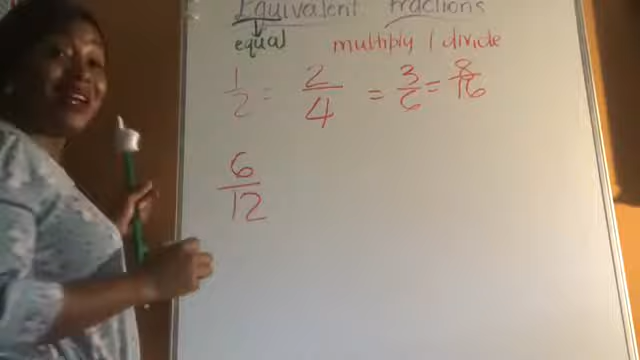 Equivalent Fractions
equal multiply / divide
1/2 = 2/4 = 3/6 = 8/16
6/12